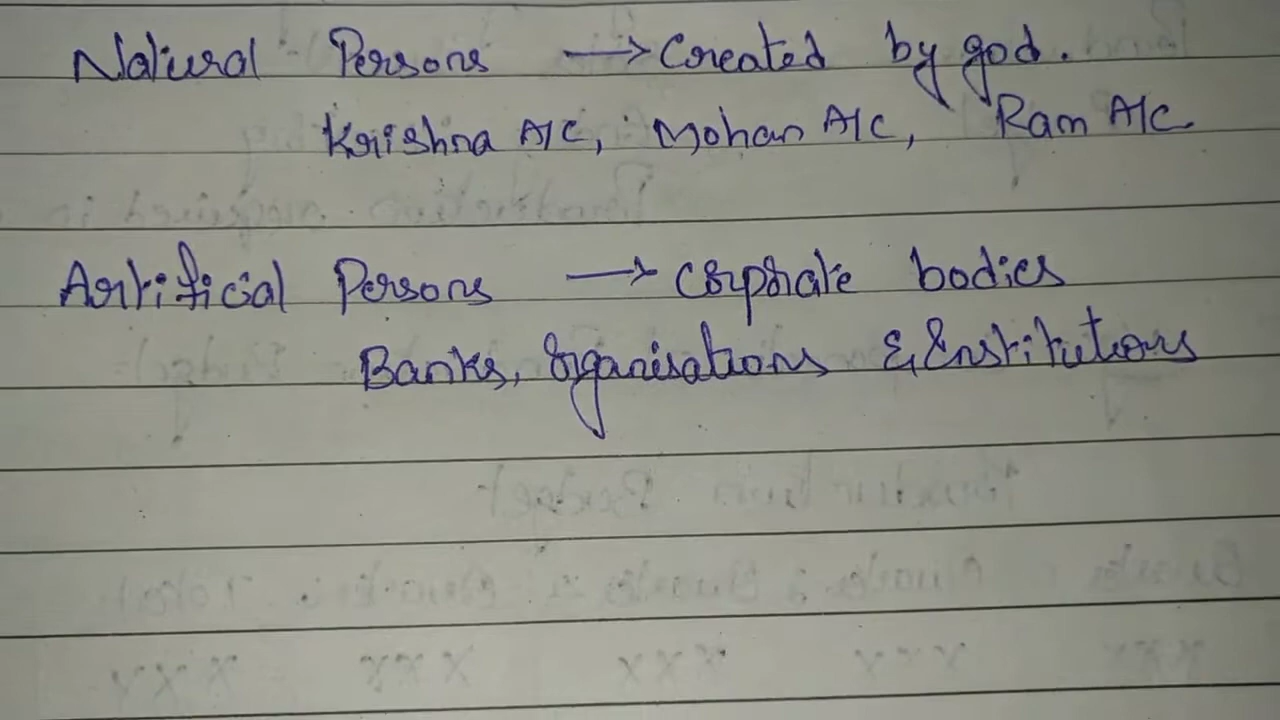 Natural Persons → Created by god.
Krishna A/C, Mohan A/C, Ram A/C.
Artificial Persons → Corporate bodies
Banks, Organisations & Institutions